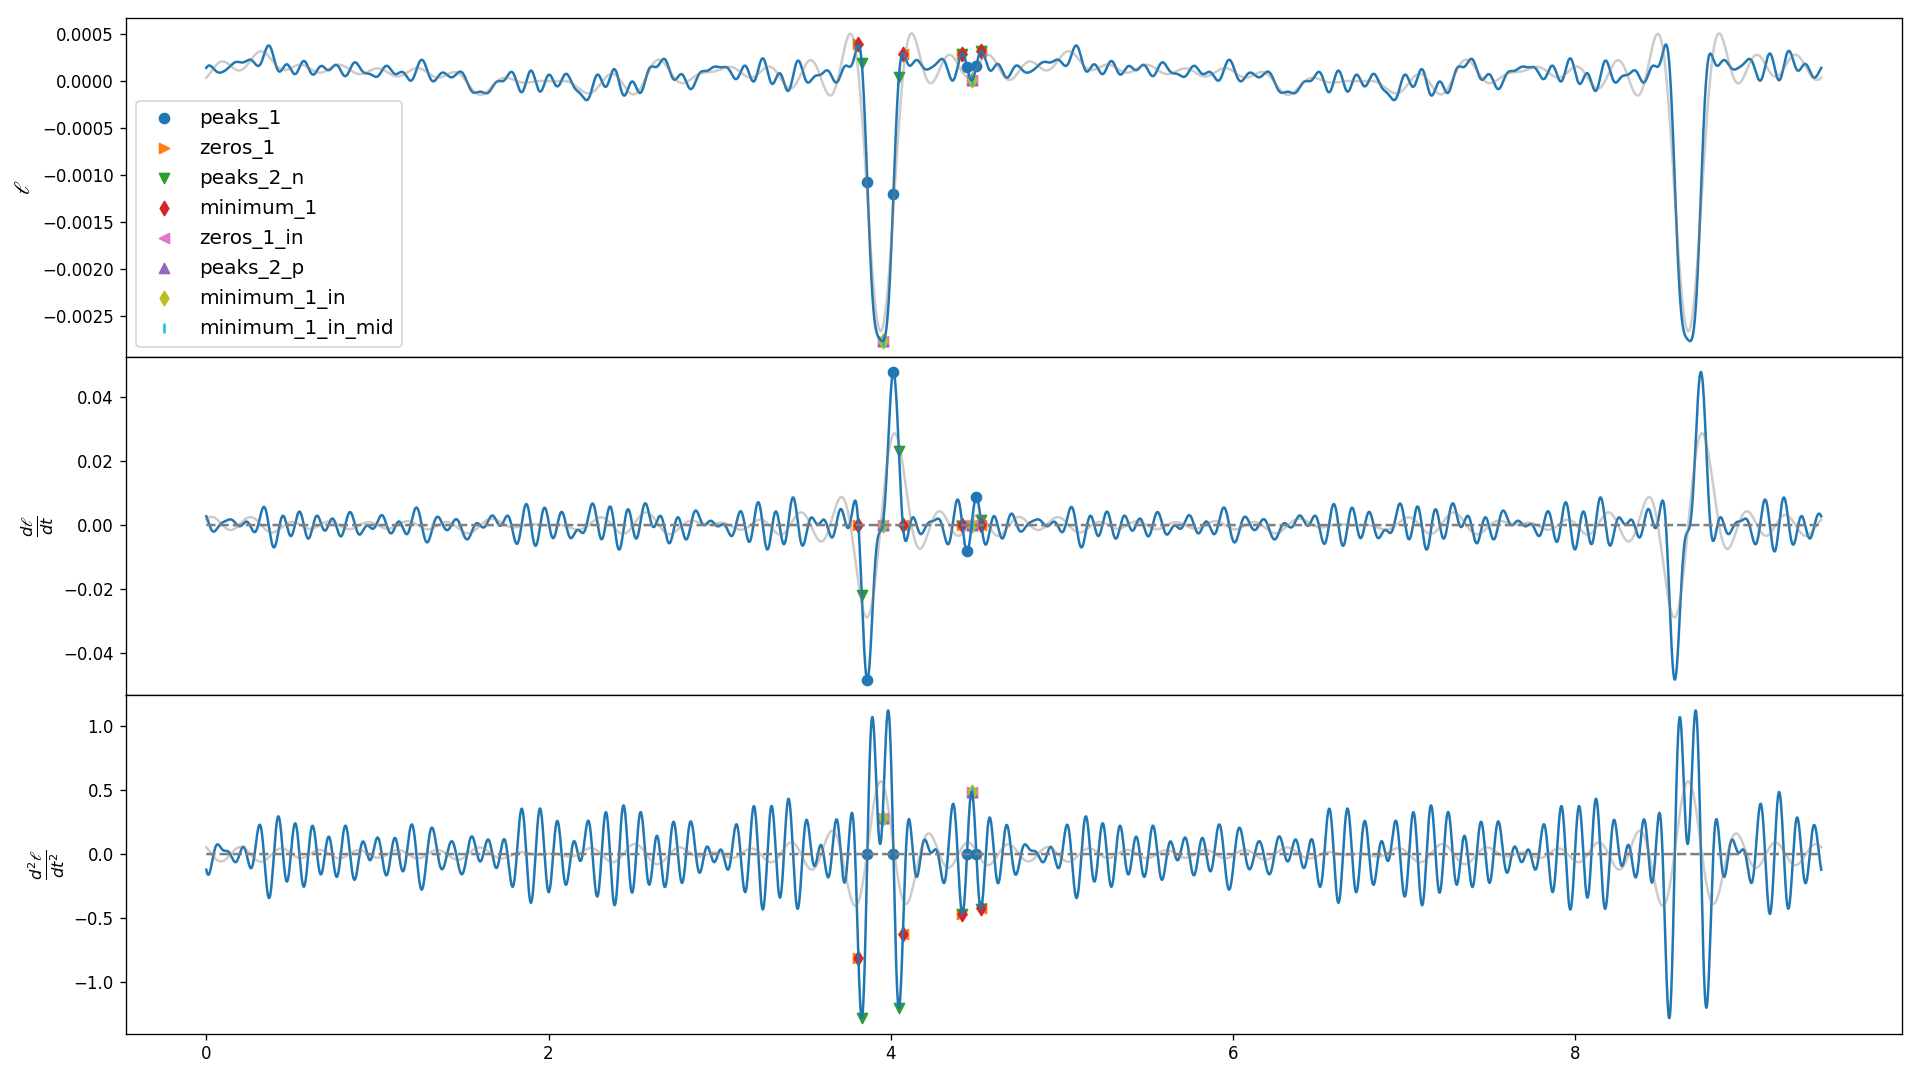 0.0005
0.0000
−0.0005
−0.0010
−0.0015
−0.0020
−0.0025
ℓ
peaks_1
zeros_1
peaks_2_n
minimum_1
zeros_1_in
peaks_2_p
minimum_1_in
minimum_1_in_mid
0.04
0.02
0.00
−0.02
−0.04
dℓ
dt
1.0
0.5
0.0
−0.5
−1.0
d²ℓ
dt²
0 2 4 6 8